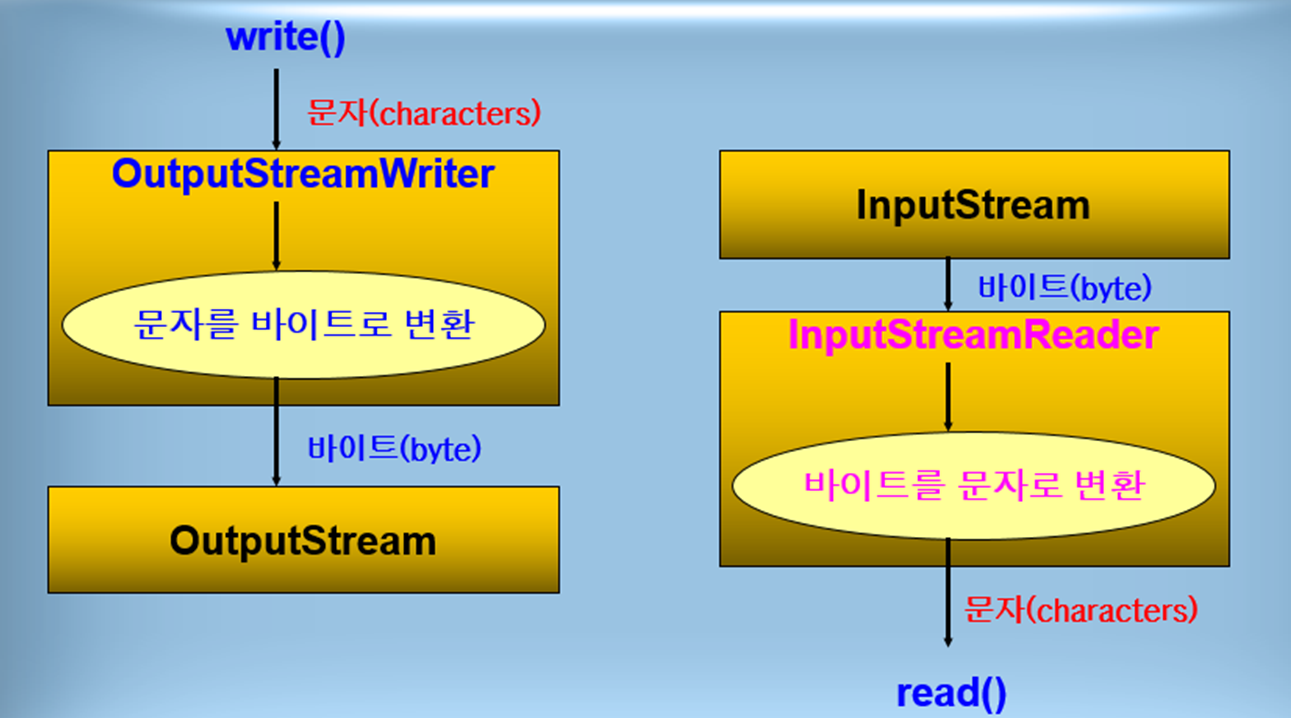 write()
문자(characters)
OutputStreamWriter
문자를 바이트로 변환
바이트(byte)
OutputStream
InputStream
바이트(byte)
InputStreamReader
바이트를 문자로 변환
문자(characters)
read()